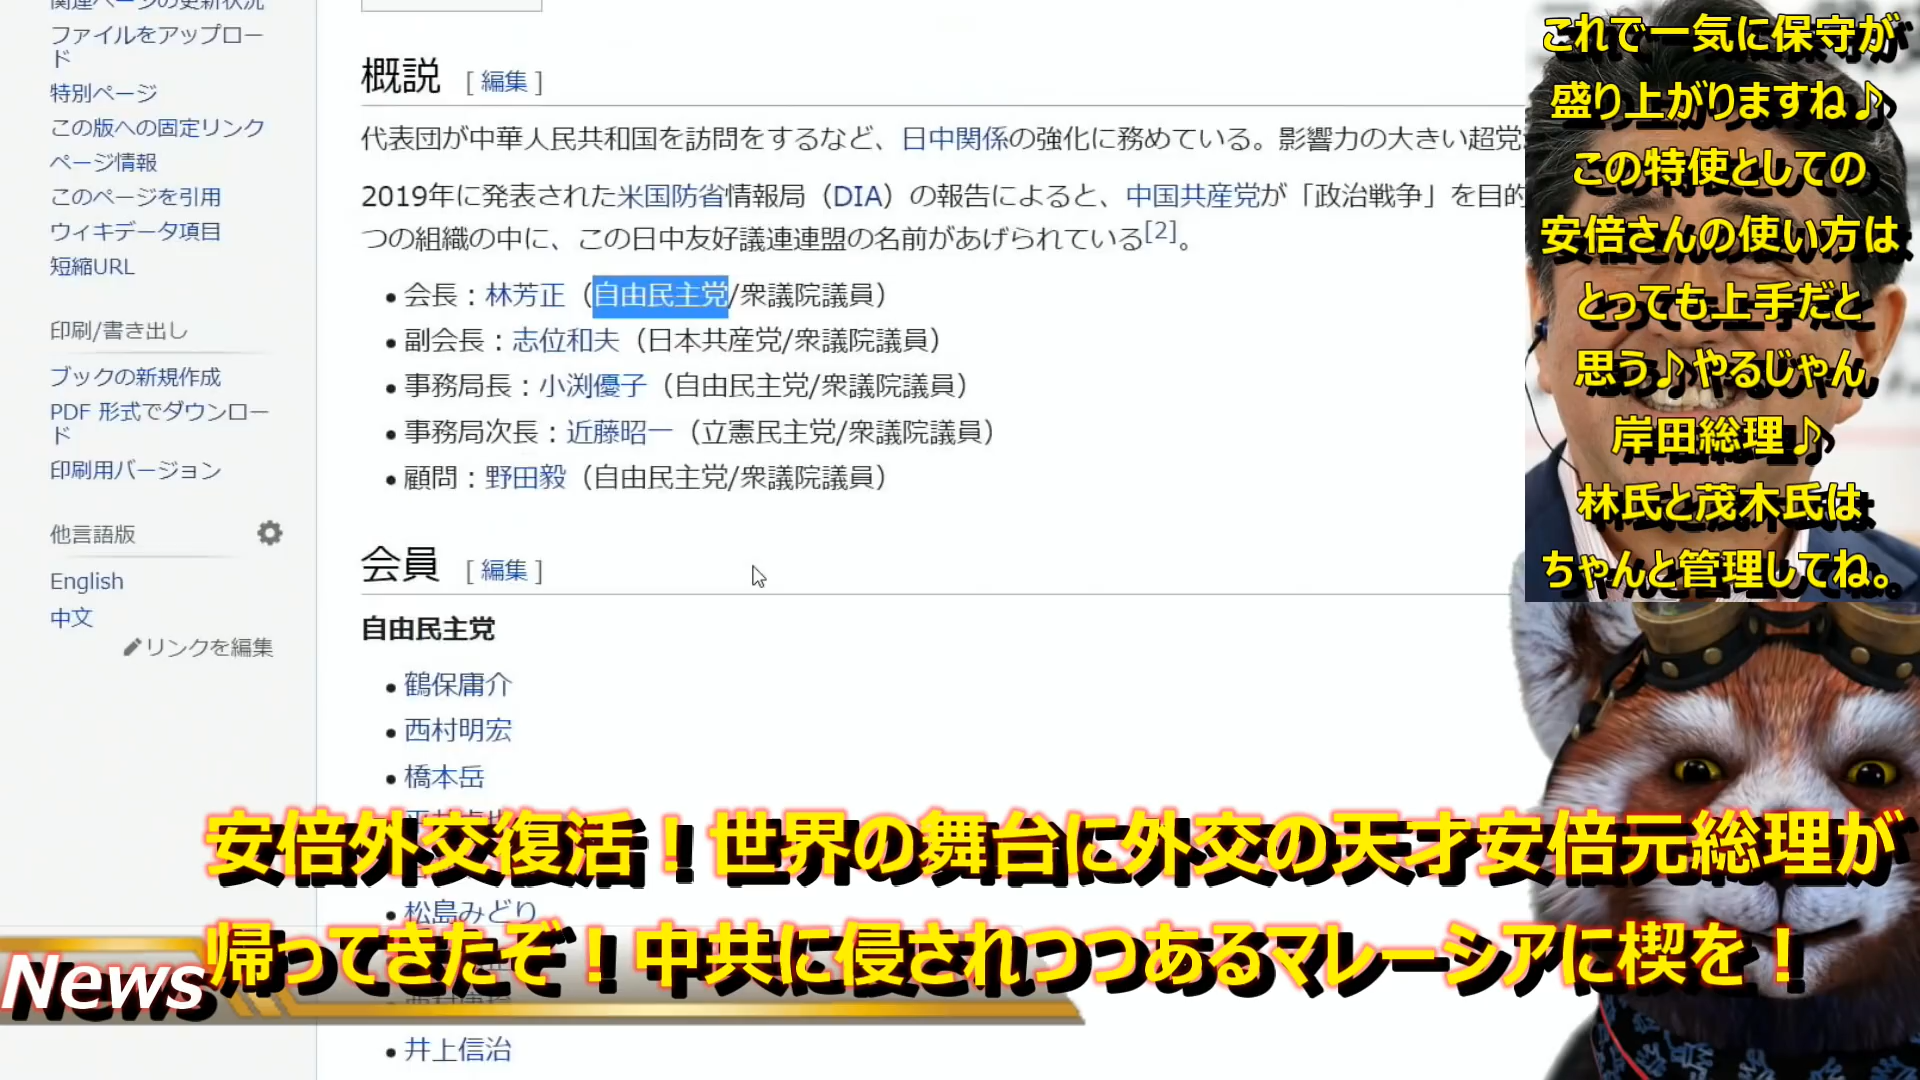 ファイルをアップロー
ド
特別ページ
この版への固定リンク
ページ情報
このページを引用
ウィキデータ項目
短縮URL
印刷/書き出し
ブックの新規作成
PDF 形式でダウンロー
ド
印刷用バージョン
他言語版
English
中文
リンクを編集
概説 [ 編集 ]
代表団が中華人民共和国を訪問をするなど、日中関係の強化に務めている。影響力の大きい超党
2019年に発表された米国防省情報局（DIA）の報告によると、中国共産党が「政治戦争」を目的
つの組織の中に、この日中友好議連連盟の名前があげられている[2]。
会長：林芳正（自由民主党/衆議院議員）
副会長：志位和夫（日本共産党/衆議院議員）
事務局長：小渕優子（自由民主党/衆議院議員）
事務局次長：近藤昭一（立憲民主党/衆議院議員）
顧問：野田毅（自由民主党/衆議院議員）
会員 [ 編集 ]
自由民主党
鶴保庸介
西村明宏
橋本岳
松島みどり
井上信治
これで一気に保守が
盛り上がりますね♪
この特使としての
安倍さんの使い方は
とっても上手だと
思う♪やるじゃん
岸田総理♪
林氏と茂木氏は
ちゃんと管理してね。
安倍外交復活！世界の舞台に外交の天才安倍元総理が
帰ってきたぞ！中共に侵されつつあるマレーシアに楔を！
News